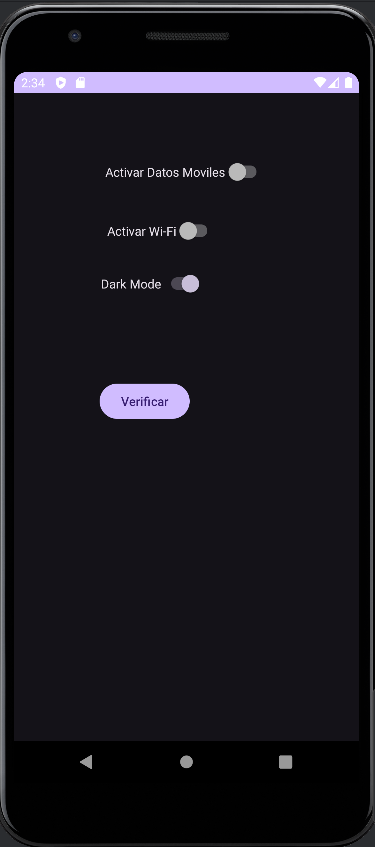 2:34
Activar Datos Moviles
Activar Wi-Fi
Dark Mode
Verificar